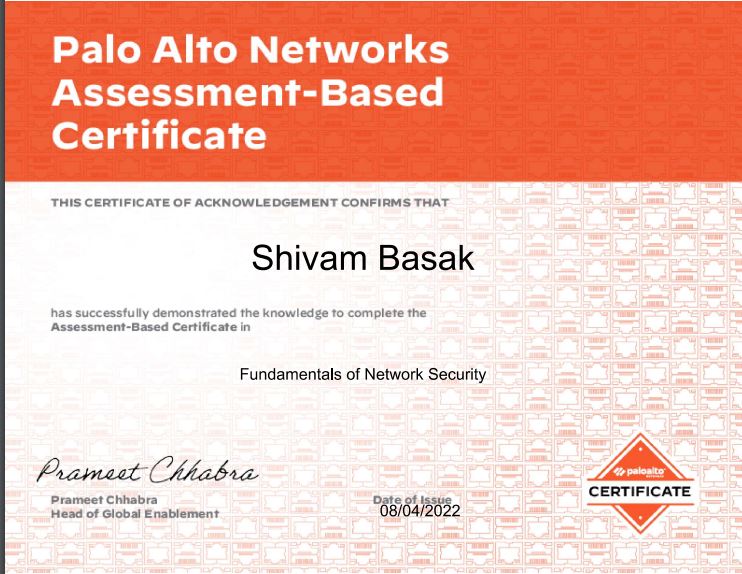 Palo Alto Networks
Assessment-Based
Certificate
THIS CERTIFICATE OF ACKNOWLEDGEMENT CONFIRMS THAT
Shivam Basak
has successfully demonstrated the knowledge to complete the
Assessment-Based Certificate in
Fundamentals of Network Security
Prameet Chhabra
Prameet Chhabra
Head of Global Enablement
Date of Issue
08/04/2022
paloalto
NETWORKS
CERTIFICATE